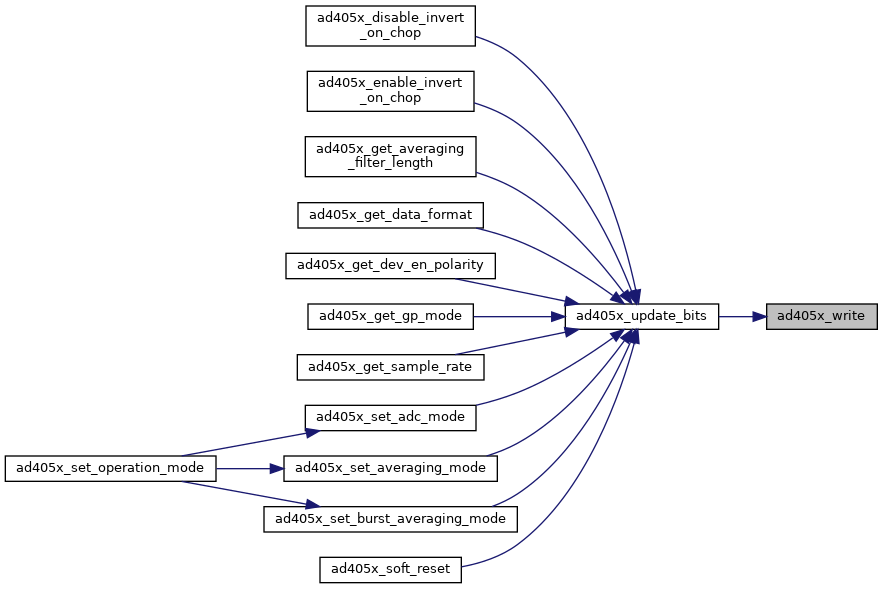 ad405x_disable_invert
_on_chop
ad405x_enable_invert
_on_chop
ad405x_get_averaging
_filter_length
ad405x_get_data_format
ad405x_get_dev_en_polarity
ad405x_get_gp_mode
ad405x_update_bits
ad405x_write
ad405x_get_sample_rate
ad405x_set_adc_mode
ad405x_set_operation_mode
ad405x_set_averaging_mode
ad405x_set_burst_averaging_mode
ad405x_soft_reset